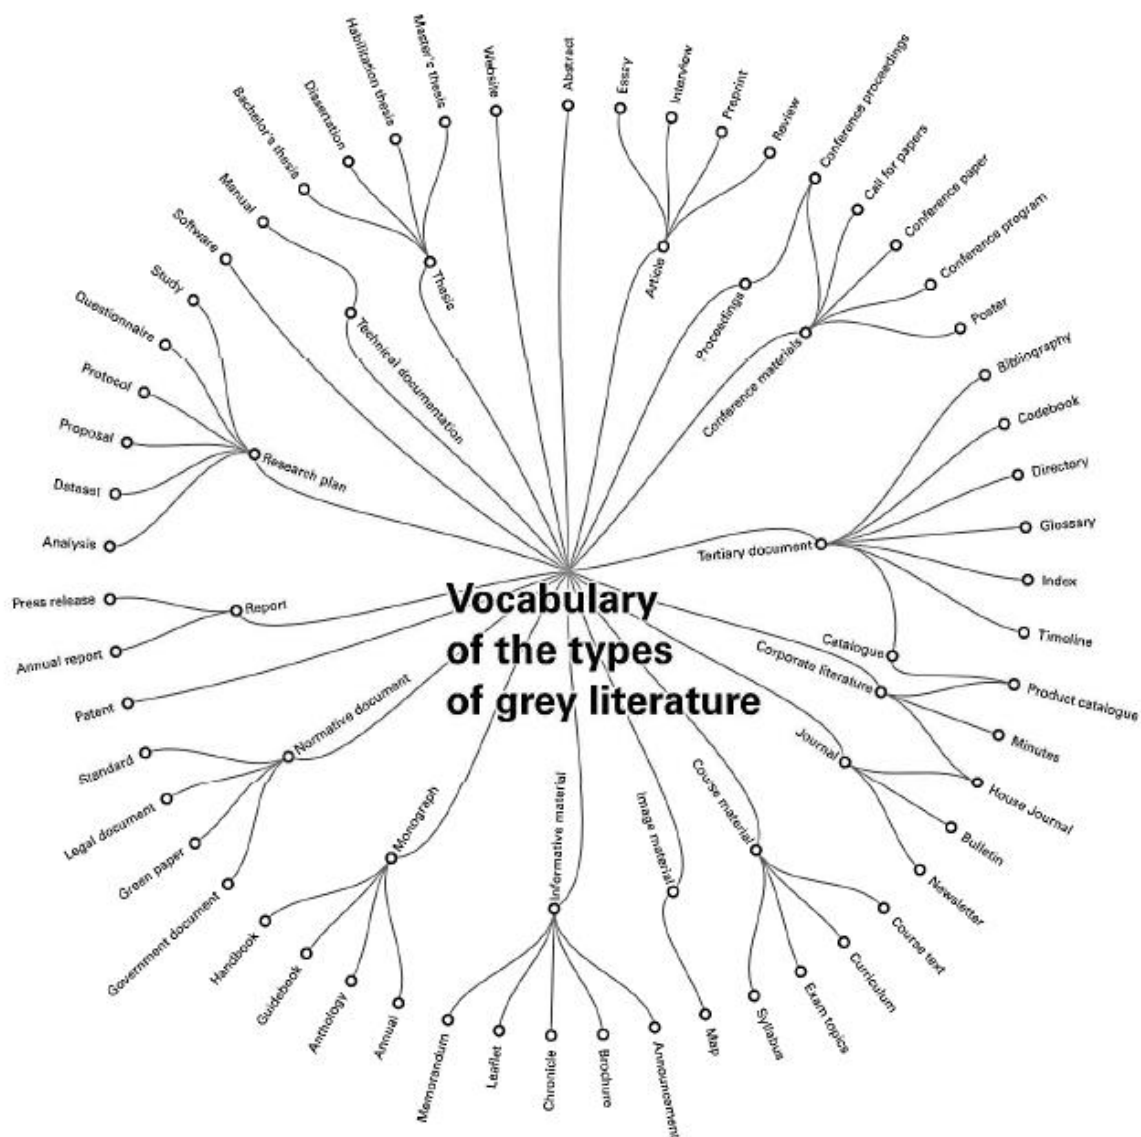 Vocabulary
of the types
of grey literature
Abstract
Article
Essay
Interview
Preprint
Review
Proceedings
Conference proceedings
Conference materials
Call for papers
Conference paper
Conference program
Poster
Tertiary document
Bibliography
Codebook
Directory
Glossary
Index
Timeline
Catalogue
Corporate literature
Product catalogue
Minutes
House Journal
Journal
Bulletin
Newsletter
Course material
Course text
Curriculum
Exam topics
Syllabus
Image material
Map
Informative material
Announcement
Brochure
Chronicle
Leaflet
Memorandum
Monograph
Annual
Anthology
Guidebook
Handbook
Normative document
Government document
Green paper
Legal document
Standard
Patent
Report
Annual report
Press release
Research plan
Analysis
Dataset
Proposal
Protocol
Questionnaire
Study
Software
Technical documentation
Manual
Thesis
Bachelor's thesis
Dissertation
Habilitation thesis
Master's thesis
Website